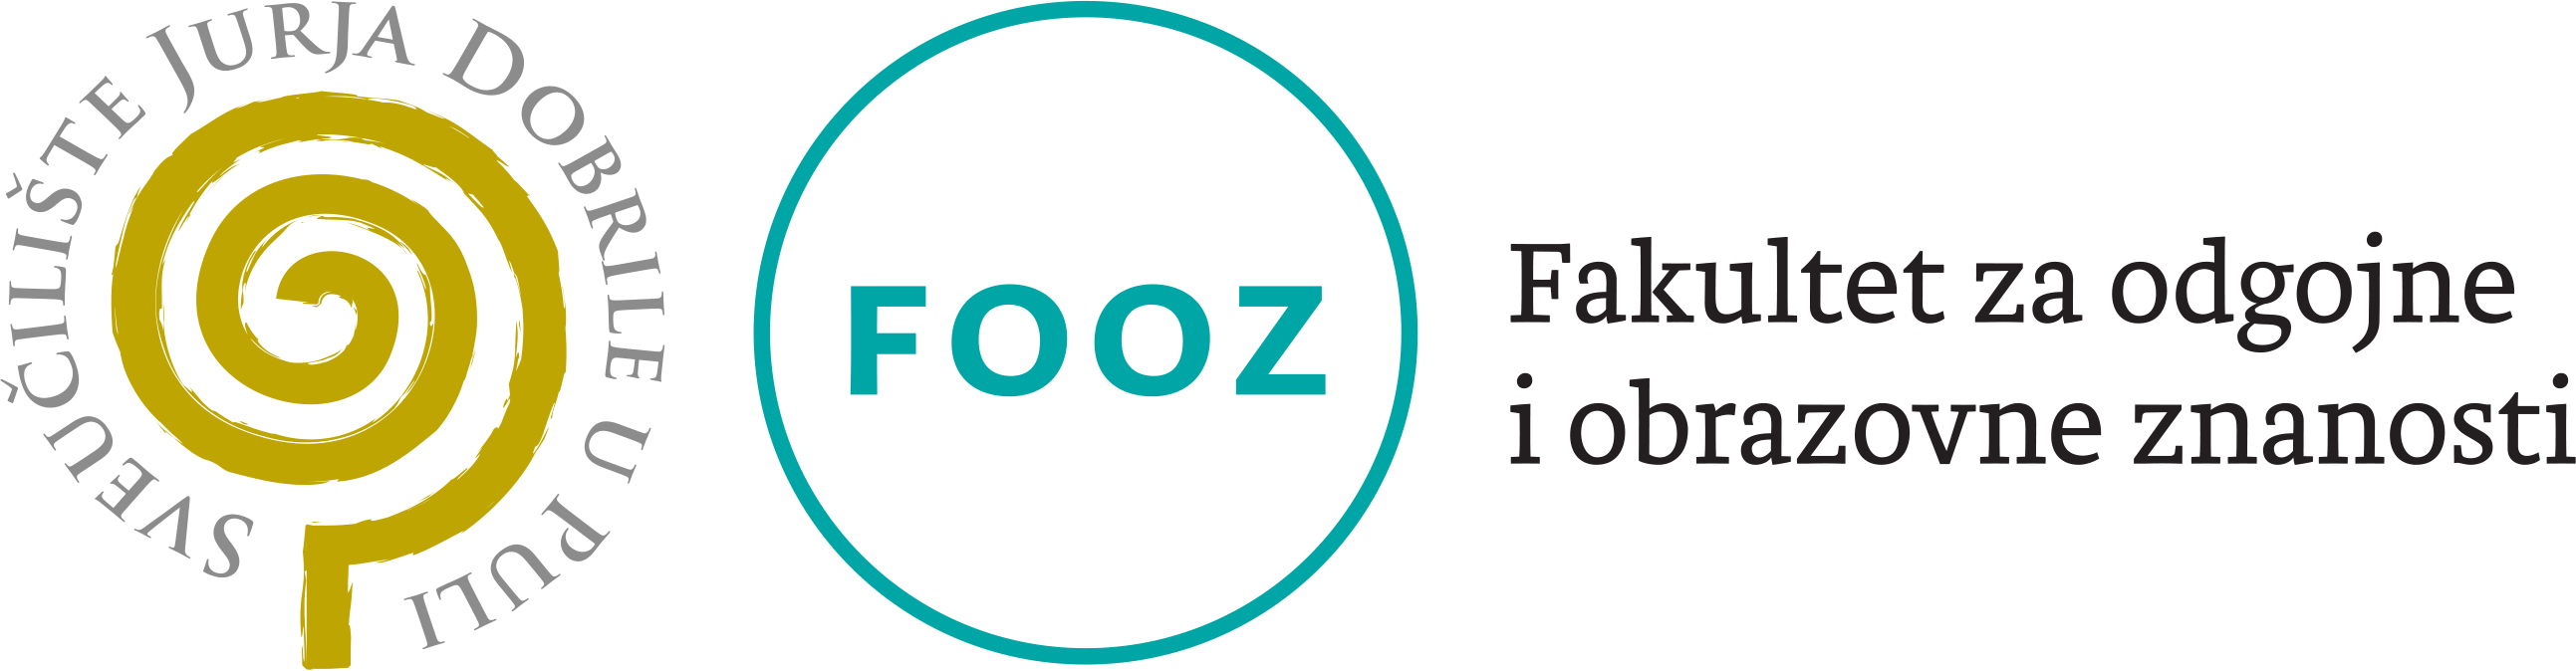 SVEUČILIŠTE JURJA DOBRILE U PULI
FOOZ
Fakultet za odgojne
i obrazovne znanosti